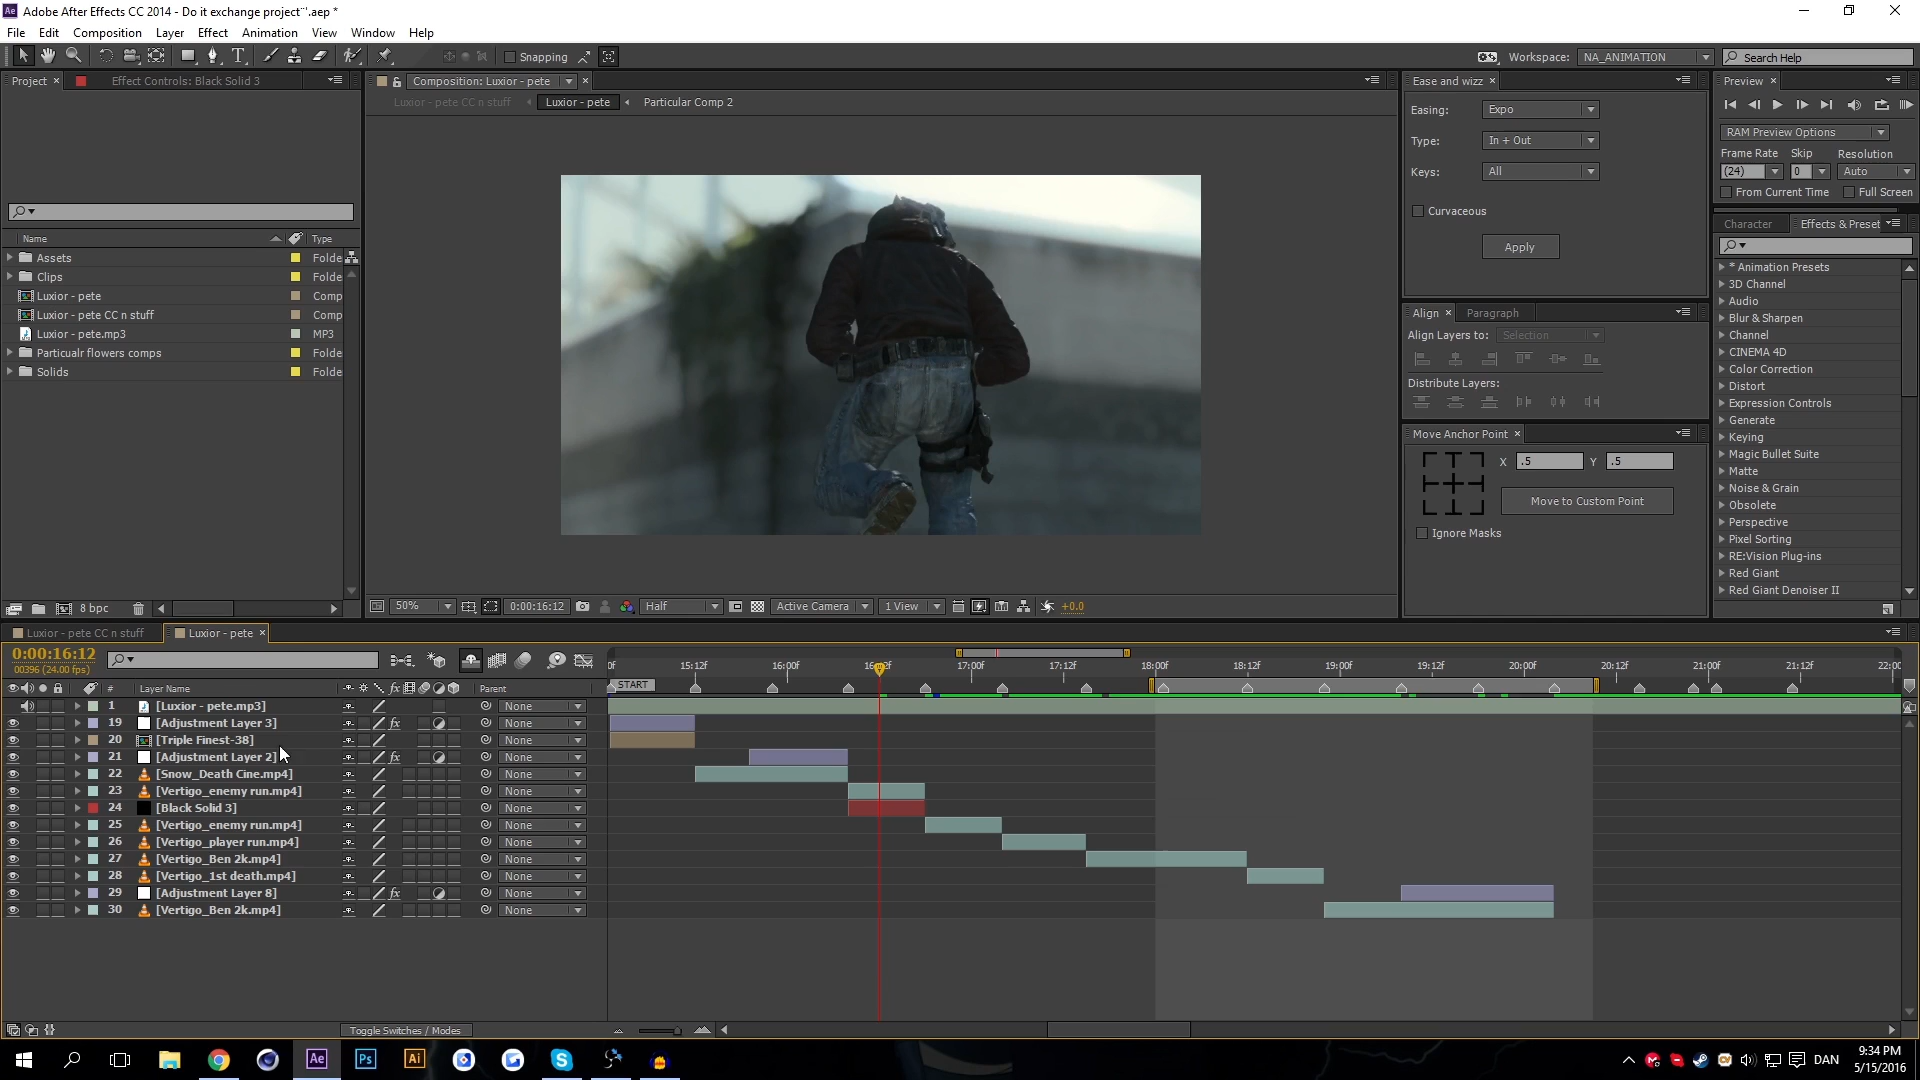 Adobe After Effects CC 2014 - Do it exchange project¨.aep *
File Edit Composition Layer Effect Animation View Window Help
Snapping
Workspace: NA_ANIMATION
Search Help
Project
Effect Controls: Black Solid 3
Composition: Luxior - pete
Luxior - pete CC n stuff
Luxior - pete
Particular Comp 2
Name Type
Assets Folde
Clips Folde
Luxior - pete Comp
Luxior - pete CC n stuff Comp
Luxior - pete.mp3 MP3
Particualr flowers comps Folde
Solids Folde
8 bpc
50%
0:00:16:12
Half
Active Camera
1 View
+0.0
Ease and wizz
Easing: Expo
Type: In + Out
Keys: All
Curvaceous
Apply
Align
Paragraph
Align Layers to: Selection
Distribute Layers:
Move Anchor Point
X .5 Y .5
Move to Custom Point
Ignore Masks
Preview
RAM Preview Options
Frame Rate Skip Resolution
(24) 0 Auto
From Current Time Full Screen
Character
Effects & Preset
* Animation Presets
3D Channel
Audio
Blur & Sharpen
Channel
CINEMA 4D
Color Correction
Distort
Expression Controls
Generate
Keying
Magic Bullet Suite
Matte
Noise & Grain
Obsolete
Perspective
Pixel Sorting
RE:Vision Plug-ins
Red Giant
Red Giant Denoiser II
Luxior - pete CC n stuff
Luxior - pete
0:00:16:12
00396 (24.00 fps)
0f 15:12f 16:00f 17:00f 17:12f 18:00f 18:12f 19:00f 19:12f 20:00f 20:12f 21:00f 21:12f 22:00
START
# Layer Name Parent
1 [Luxior - pete.mp3] None
19 [Adjustment Layer 3] fx None
20 [Triple Finest-38] None
21 [Adjustment Layer 2] fx None
22 [Snow_Death Cine.mp4] None
23 [Vertigo_enemy run.mp4] None
24 [Black Solid 3] None
25 [Vertigo_enemy run.mp4] None
26 [Vertigo_player run.mp4] None
27 [Vertigo_Ben 2k.mp4] None
28 [Vertigo_1st death.mp4] None
29 [Adjustment Layer 8] fx None
30 [Vertigo_Ben 2k.mp4] None
Toggle Switches / Modes
Ae
Ps
Ai
DAN
9:34 PM
5/15/2016